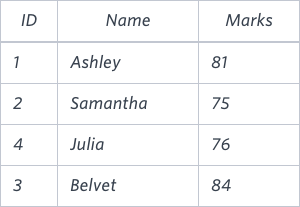 ID Name Marks
1 Ashley 81
2 Samantha 75
4 Julia 76
3 Belvet 84